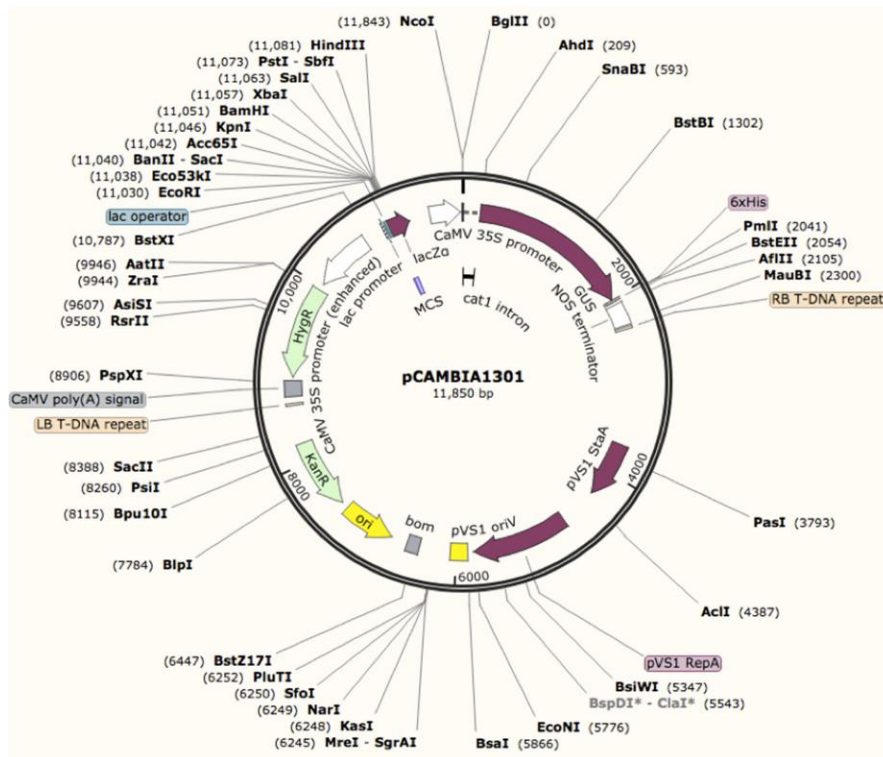 (11,843) NcoI
BglII (0)
(11,081) HindIII
AhdI (209)
(11,073) PstI - SbfI
SnaBI (593)
(11,063) SalI
(11,057) XbaI
(11,051) BamHI
(11,046) KpnI
BstBI (1302)
(11,042) Acc65I
(11,040) BanII - SacI
(11,038) Eco53kI
(11,030) EcoRI
lac operator
(10,787) BstXI
(9946) AatII
(9944) ZraI
(9607) AsiSI
(9558) RsrII
(8906) PspXI
CaMV poly(A) signal
LB T-DNA repeat
(8388) SacII
(8260) PsiI
(8115) Bpu10I
(7784) BlpI
6xHis
PmlI (2041)
BstEII (2054)
AflII (2105)
MauBI (2300)
RB T-DNA repeat
CaMV 35S promoter
lacZα
GUS
2000
NOS terminator
cat1 intron
MCS
lac promoter
CaMV 35S promoter (enhanced)
10,000
HygR
pCAMBIA1301
11,850 bp
KanR
8000
ori
bom
pVS1 oriV
6000
pVS1 StaA
4000
PasI (3793)
AclI (4387)
pVS1 RepA
BsiWI (5347)
BspDI* - ClaI* (5543)
EcoNI (5776)
BsaI (5866)
(6447) BstZ17I
(6252) PluTI
(6250) SfoI
(6249) NarI
(6248) KasI
(6245) MreI - SgrAI